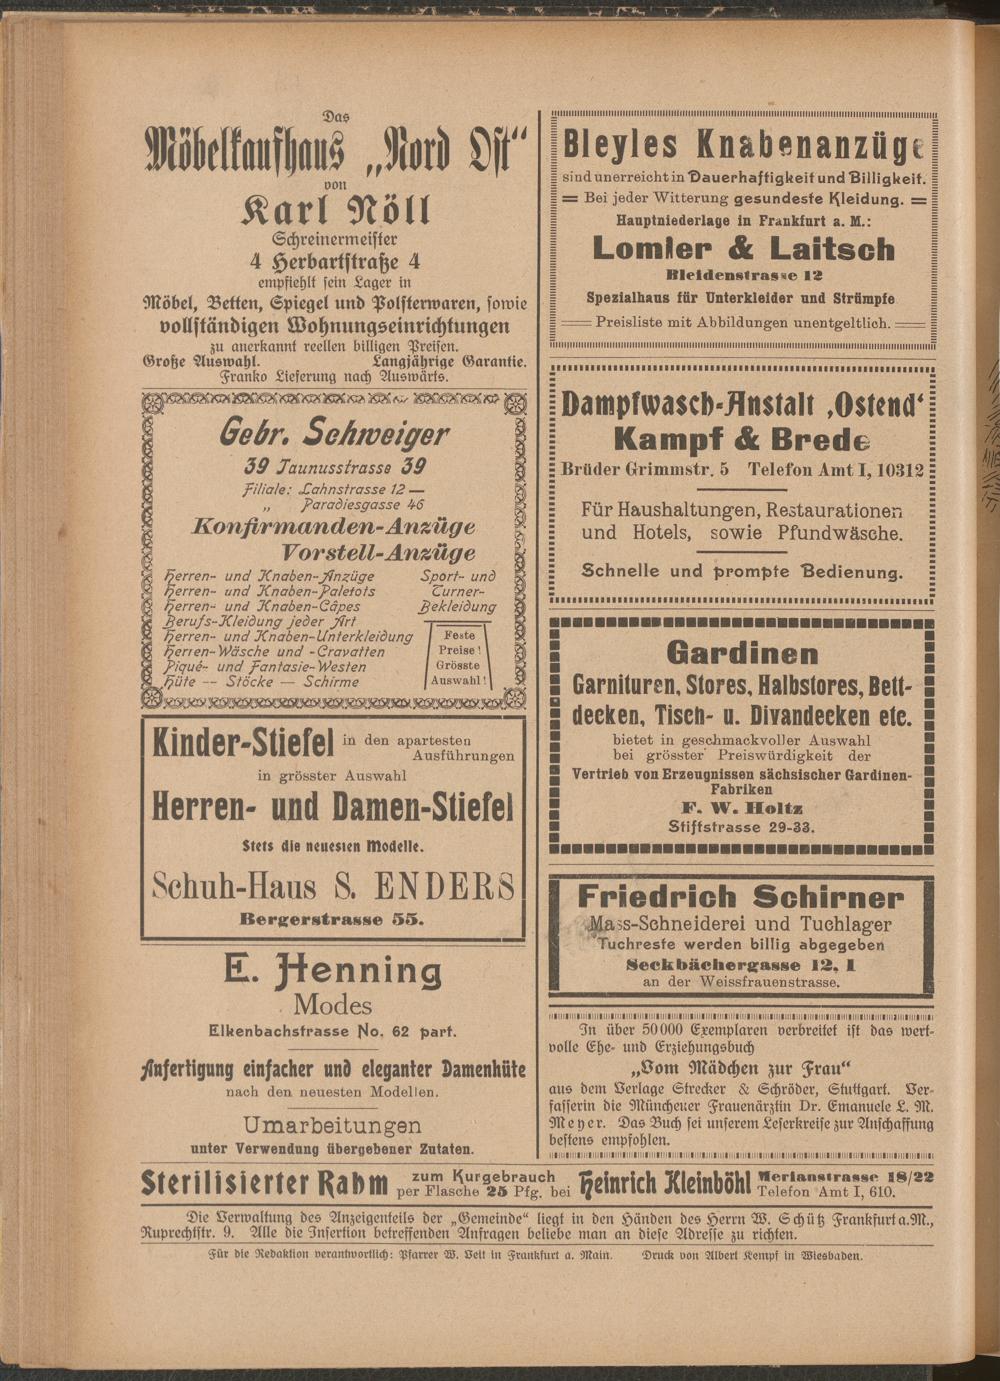 Das
Möbelkaufhaus „Nord Ost“
von
Karl Nöll
Schreinermeister
4 Herbartstraße 4
empfiehlt sein Lager in
Möbel, Betten, Spiegel und Polsterwaren, sowie
vollständigen Wohnungseinrichtungen
zu anerkannt reellen billigen Preisen.
Große Auswahl. Langjährige Garantie.
Franko Lieferung nach Auswärts.
Gebr. Schweiger
39 Taunusstrasse 39
Filiale: Lahnstrasse 12 —
„ Paradiesgasse 46
Konfirmanden-Anzüge
Vorstell-Anzüge
Herren- und Knaben-Anzüge
Herren- und Knaben-Paletots
Herren- und Knaben-Câpes
Berufs-Kleidung jeder Art
Herren- und Knaben-Unterkleidung
Herren-Wäsche und -Cravatten
Piqué- und Fantasie-Westen
Hüte — Stöcke — Schirme
Sport- und
Turner-
Bekleidung
Feste
Preise!
Grösste
Auswahl!
Kinder-Stiefel in den apartesten
Ausführungen
in grösster Auswahl
Herren- und Damen-Stiefel
Stets die neuesten Modelle.
Schuh-Haus S. ENDERS
Bergerstrasse 55.
E. Henning
Modes
Elkenbachstrasse No. 62 part.
Anfertigung einfacher und eleganter Damenhüte
nach den neuesten Modellen.
Umarbeitungen
unter Verwendung übergebener Zutaten.
Bleyles Knabenanzüge
sind unerreicht in Dauerhaftigkeit und Billigkeit.
= Bei jeder Witterung gesundeste Kleidung. =
Hauptniederlage in Frankfurt a. M.:
Lomler & Laitsch
Bleidenstrasse 12
Spezialhaus für Unterkleider und Strümpfe
Preisliste mit Abbildungen unentgeltlich.
Dampfwasch-Anstalt ‚Ostend‘
Kampf & Brede
Brüder Grimmstr. 5 Telefon Amt I, 10312
Für Haushaltungen, Restaurationen
und Hotels, sowie Pfundwäsche.
Schnelle und prompte Bedienung.
Gardinen
Garnituren, Stores, Halbstores, Bett-
decken, Tisch- u. Divandecken etc.
bietet in geschmackvoller Auswahl
bei grösster Preiswürdigkeit der
Vertrieb von Erzeugnissen sächsischer Gardinen-
Fabriken
F. W. Holtz
Stiftstrasse 29-33.
Friedrich Schirner
Mass-Schneiderei und Tuchlager
Tuchreste werden billig abgegeben
Seckbächergasse 12, I
an der Weissfrauenstrasse.
In über 50000 Exemplaren verbreitet ist das wert-
volle Ehe- und Erziehungsbuch
„Vom Mädchen zur Frau“
aus dem Verlage Strecker & Schröder, Stuttgart. Ver-
fasserin die Münchener Frauenärztin Dr. Emanuele L. M.
Meyer. Das Buch sei unserem Leserkreise zur Anschaffung
bestens empfohlen.
Sterilisierter Rahm zum Kurgebrauch
per Flasche 25 Pfg. bei Heinrich Kleinböhl Merianstrasse 18/22
Telefon Amt I, 610.
Die Verwaltung des Anzeigenteils der „Gemeinde“ liegt in den Händen des Herrn W. Schütz Frankfurt a. M.,
Ruprechtstr. 9. Alle die Insertion betreffenden Anfragen beliebe man an diese Adresse zu richten.
Für die Redaktion verantwortlich: Pfarrer W. Veit in Frankfurt a. Main. Druck von Albert Kempf in Wiesbaden.